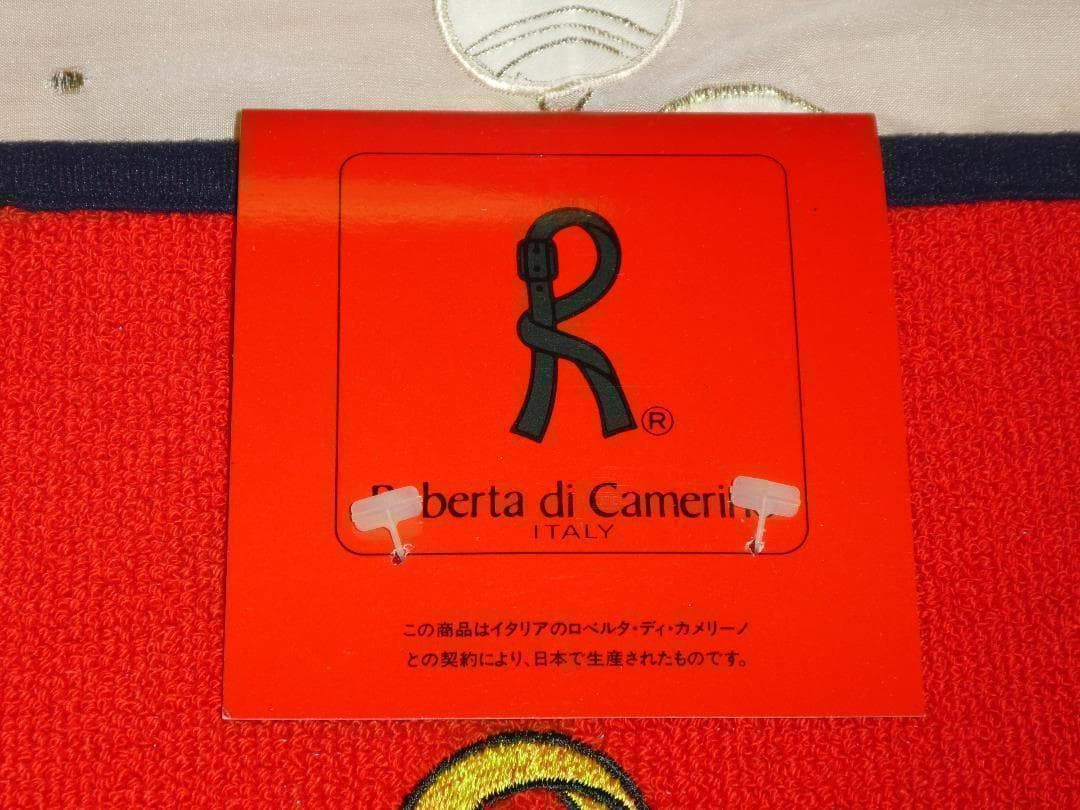 R®
Roberta di Camerino
ITALY
この商品はイタリアのロベルタ・ディ・カメリーノ
との契約により、日本で生産されたものです。